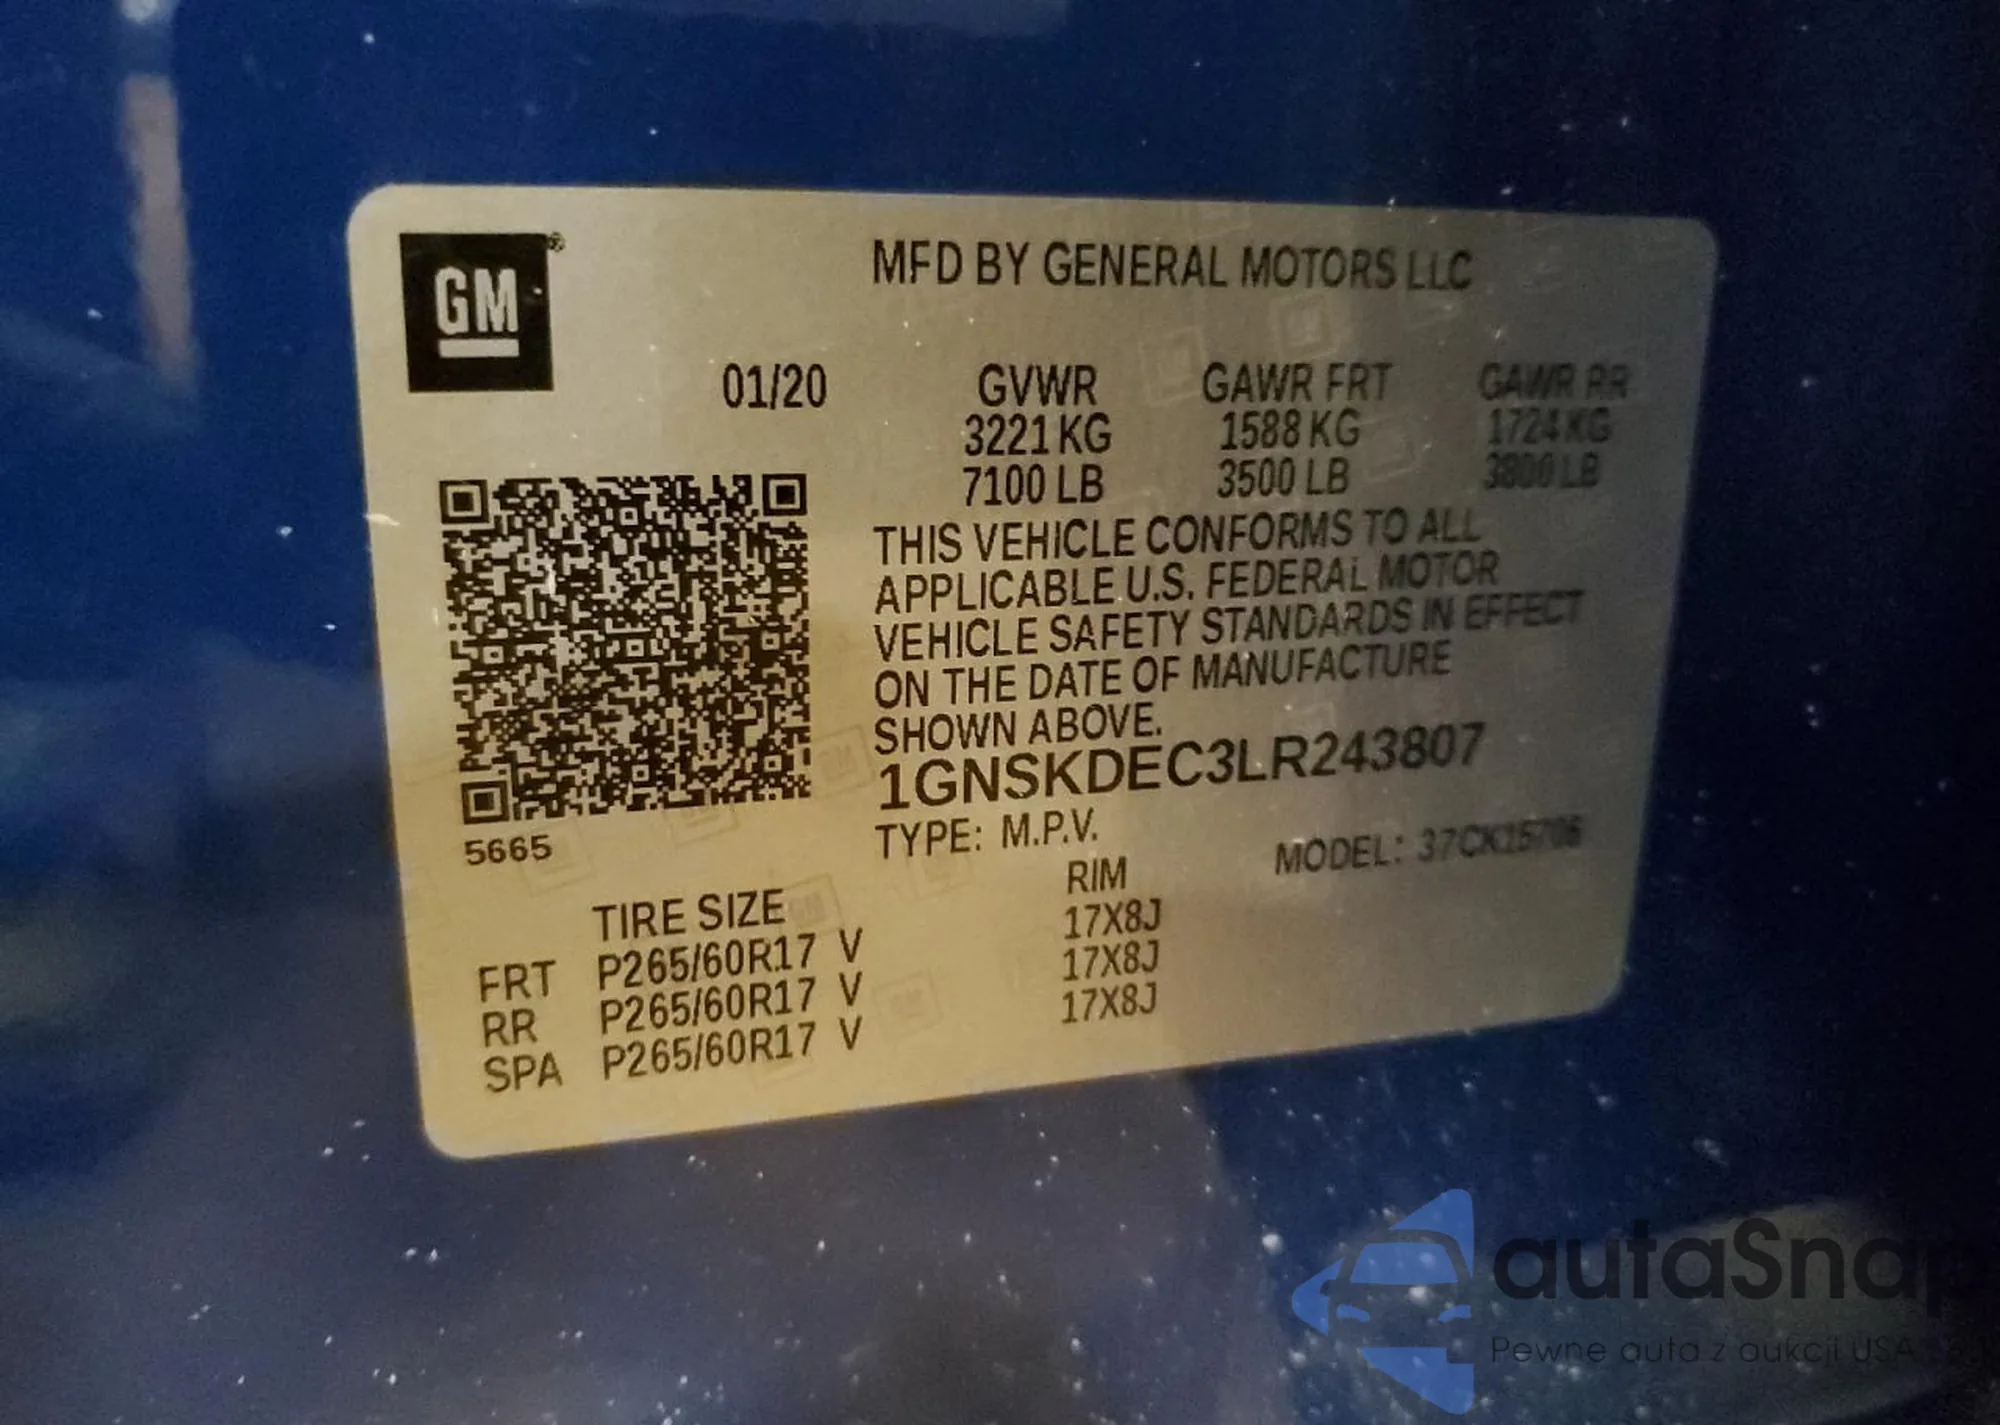 GM®
MFD BY GENERAL MOTORS LLC
01/20 GVWR GAWR FRT GAWR RR
3221 KG 1588 KG 1724 KG
7100 LB 3500 LB 3800 LB
THIS VEHICLE CONFORMS TO ALL
APPLICABLE U.S. FEDERAL MOTOR
VEHICLE SAFETY STANDARDS IN EFFECT
ON THE DATE OF MANUFACTURE
SHOWN ABOVE.
1GNSKDEC3LR243807
5665
TYPE: M.P.V. MODEL: 37CK15706
TIRE SIZE RIM
FRT P265/60R17 V 17X8J
RR P265/60R17 V 17X8J
SPA P265/60R17 V 17X8J
autaSnap
Pewne auta z aukcji USA